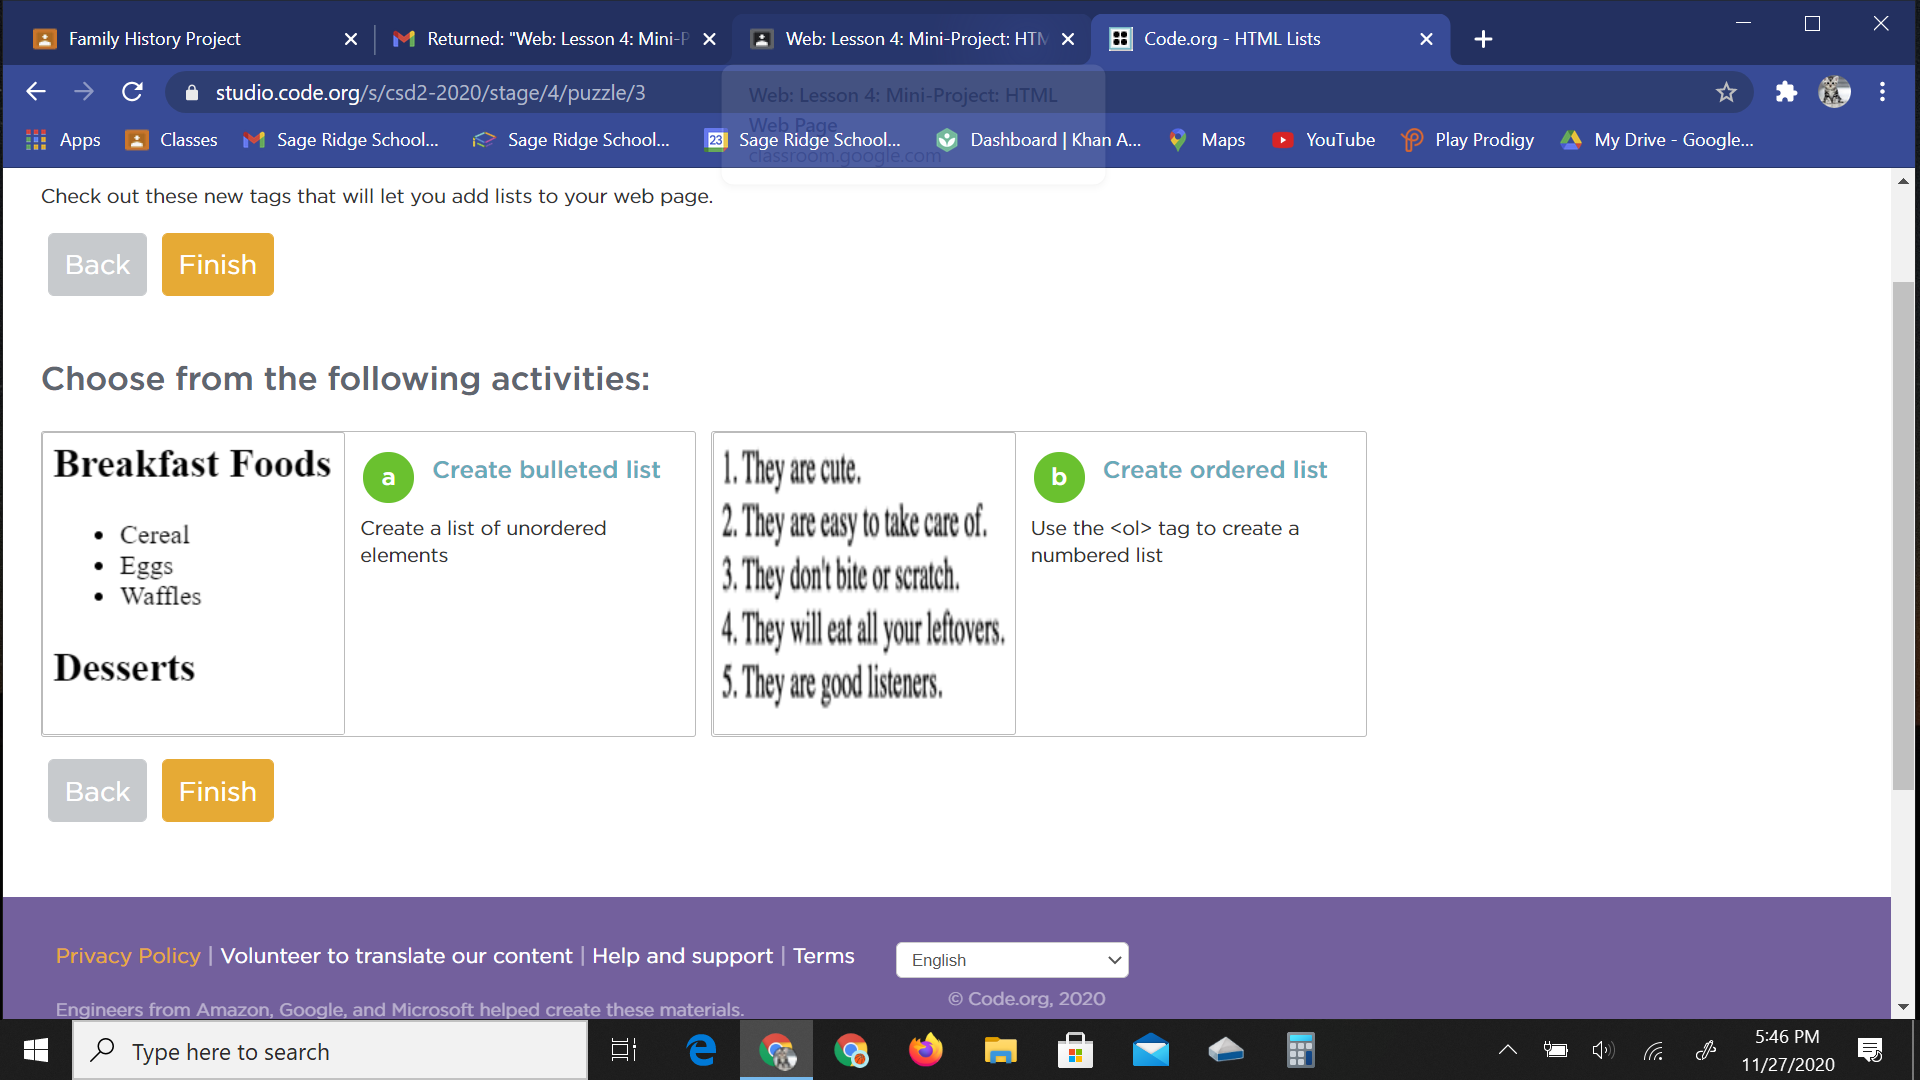 Family History Project
Returned: "Web: Lesson 4: Mini-P
Web: Lesson 4: Mini-Project: HTM
Code.org - HTML Lists
studio.code.org/s/csd2-2020/stage/4/puzzle/3
Web: Lesson 4: Mini-Project: HTML
Web Page
classroom.google.com
Apps
Classes
Sage Ridge School...
Sage Ridge School...
23
Sage Ridge School...
Dashboard | Khan A...
Maps
YouTube
Play Prodigy
My Drive - Google...
Check out these new tags that will let you add lists to your web page.
Back
Finish
Choose from the following activities:
Breakfast Foods
• Cereal
• Eggs
• Waffles
Desserts
a
Create bulleted list
Create a list of unordered
elements
1. They are cute.
2. They are easy to take care of.
3. They don't bite or scratch.
4. They will eat all your leftovers.
5. They are good listeners.
b
Create ordered list
Use the <ol> tag to create a
numbered list
Back
Finish
Privacy Policy | Volunteer to translate our content | Help and support | Terms
English
Engineers from Amazon, Google, and Microsoft helped create these materials.
© Code.org, 2020
Type here to search
5:46 PM
11/27/2020